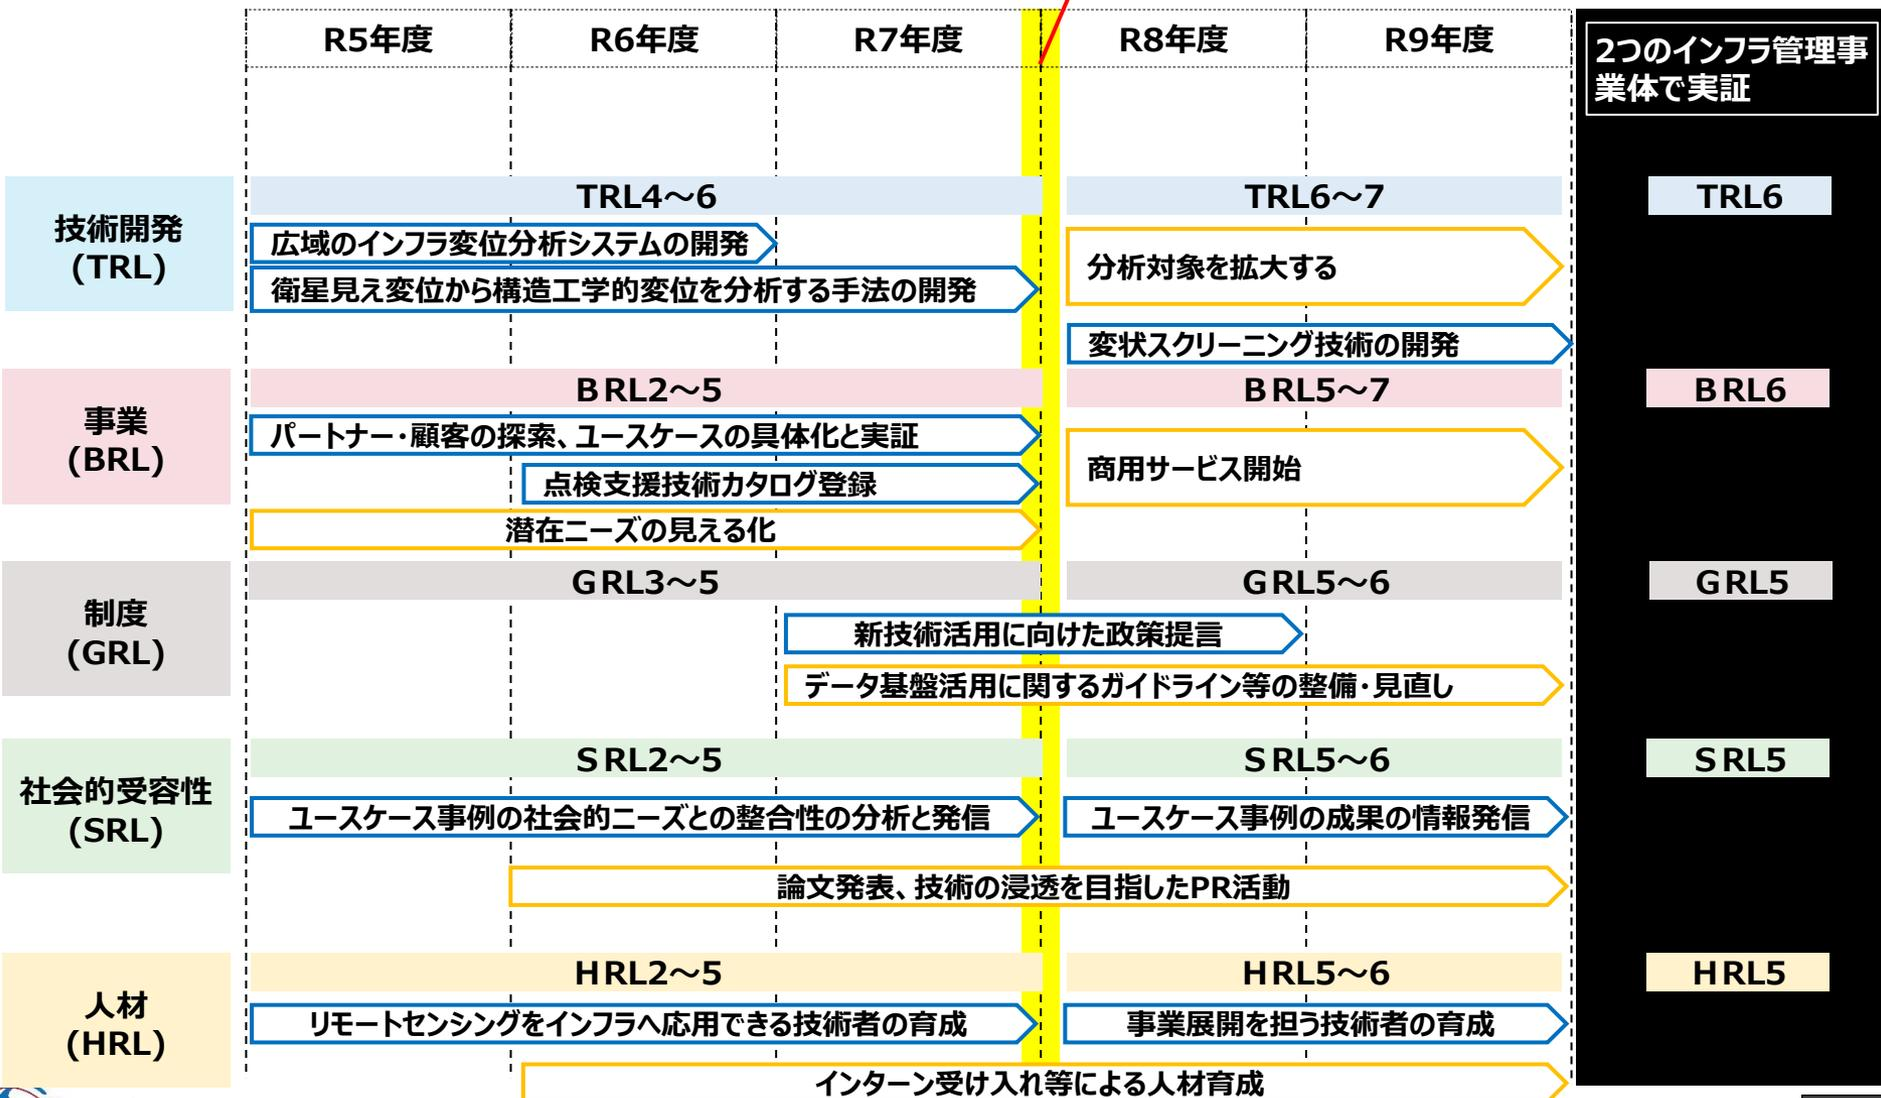 R5年度
R6年度
R7年度
R8年度
R9年度
2つのインフラ管理事
業体で実証
技術開発
(TRL)
TRL4～6
TRL6～7
TRL6
広域のインフラ変位分析システムの開発
衛星見え変位から構造工学的変位を分析する手法の開発
分析対象を拡大する
変状スクリーニング技術の開発
事業
(BRL)
BRL2～5
BRL5～7
BRL6
パートナー・顧客の探索、ユースケースの具体化と実証
点検支援技術カタログ登録
潜在ニーズの見える化
商用サービス開始
制度
(GRL)
GRL3～5
GRL5～6
GRL5
新技術活用に向けた政策提言
データ基盤活用に関するガイドライン等の整備・見直し
社会的受容性
(SRL)
SRL2～5
SRL5～6
SRL5
ユースケース事例の社会的ニーズとの整合性の分析と発信
ユースケース事例の成果の情報発信
論文発表、技術の浸透を目指したPR活動
人材
(HRL)
HRL2～5
HRL5～6
HRL5
リモートセンシングをインフラへ応用できる技術者の育成
事業展開を担う技術者の育成
インターン受け入れ等による人材育成